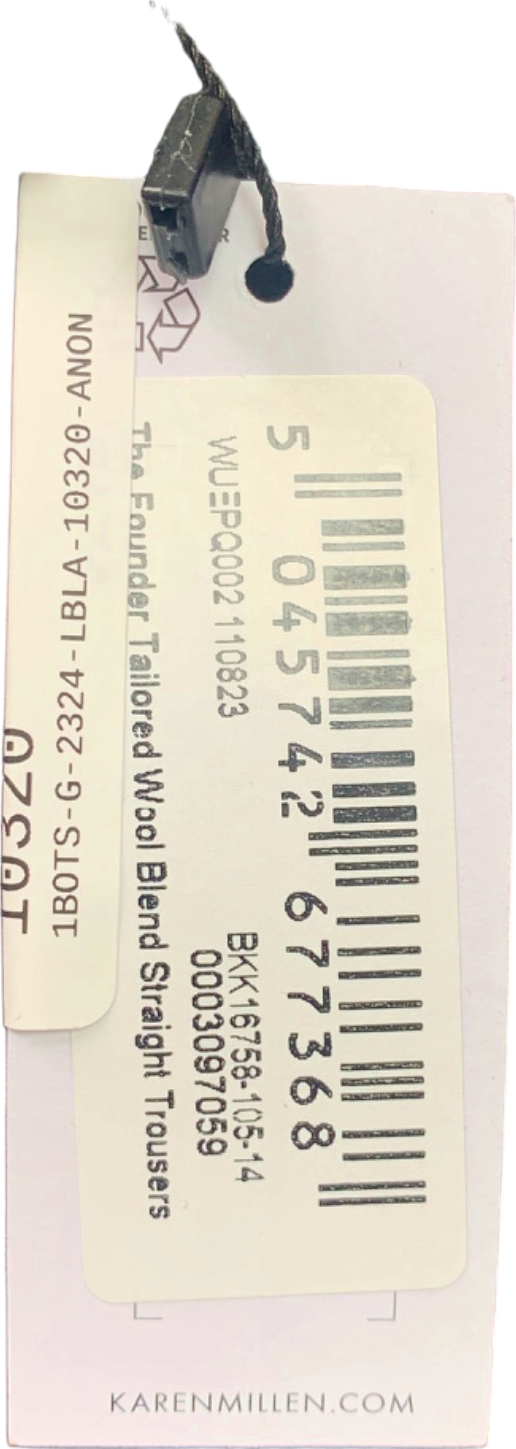 5 045742 677368
WUEPQ002 110823
BKK16758-105-14
0003097059
The Founder Tailored Wool Blend Straight Trousers
1BOTS-G-2324-LBLA-10320-ANON
10320
KARENMILLEN.COM